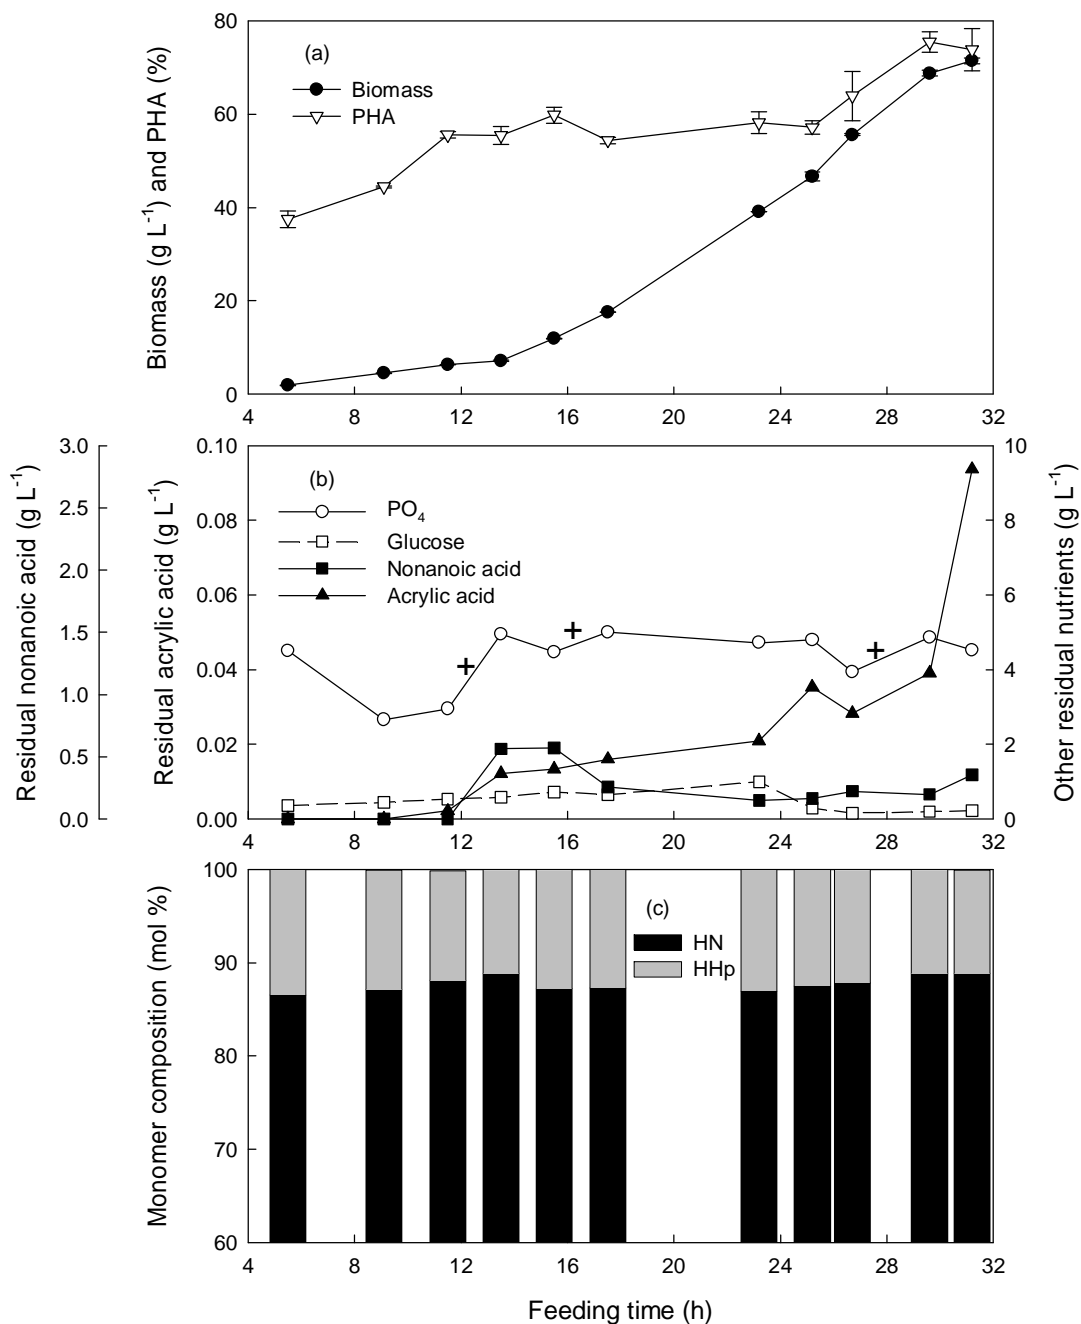 80
60
40
20
0
Biomass (g L⁻¹) and PHA (%)
(a)
Biomass
PHA
4 8 12 16 20 24 28 32
3.0
2.5
2.0
1.5
1.0
0.5
0.0
Residual nonanoic acid (g L⁻¹)
0.10
0.08
0.06
0.04
0.02
0.00
Residual acrylic acid (g L⁻¹)
(b)
PO₄
Glucose
Nonanoic acid
Acrylic acid
+ + +
10
8
6
4
2
0
Other residual nutrients (g L⁻¹)
4 8 12 16 20 24 28 32
100
90
80
70
60
Monomer composition (mol %)
(c)
HN
HHp
4 8 12 16 20 24 28 32
Feeding time (h)